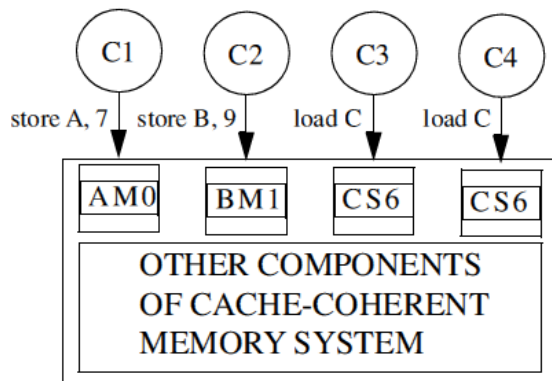 C1 C2 C3 C4
store A, 7 store B, 9 load C load C
AM0 BM1 CS6 CS6
OTHER COMPONENTS
OF CACHE-COHERENT
MEMORY SYSTEM